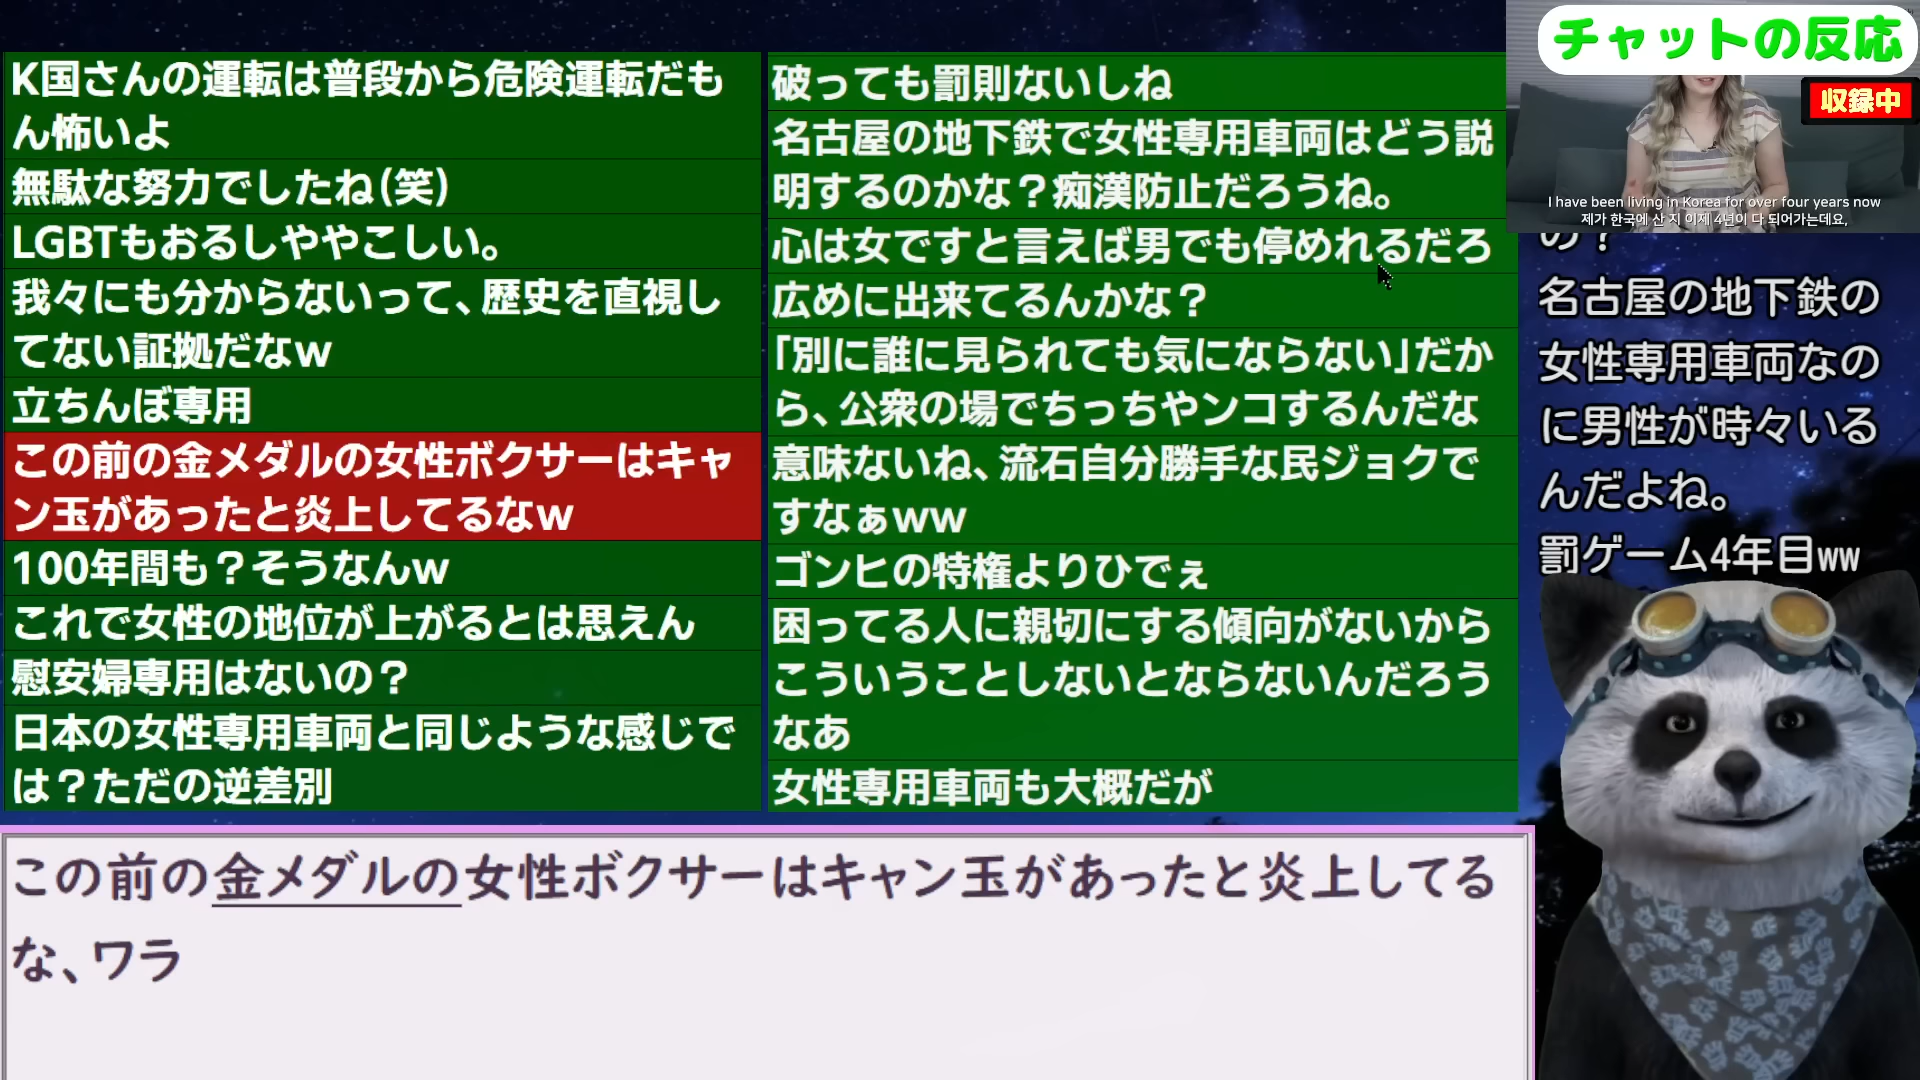 K国さんの運転は普段から危険運転だも
ん怖いよ
無駄な努力でしたね(笑)
LGBTもおるしややこしい。
我々にも分からないって、歴史を直視し
てない証拠だなw
立ちんぼ専用
この前の金メダルの女性ボクサーはキャ
ン玉があったと炎上してるなw
100年間も？そうなんw
これで女性の地位が上がるとは思えん
慰安婦専用はないの？
日本の女性専用車両と同じような感じで
は？ただの逆差別
破っても罰則ないしね
名古屋の地下鉄で女性専用車両はどう説
明するのかな？痴漢防止だろうね。
心は女ですと言えば男でも停めれるだろ
広めに出来てるんかな？
「別に誰に見られても気にならない」だか
ら、公衆の場でちっちやンコするんだな
意味ないね、流石自分勝手な民ジョクで
すなぁww
ゴンヒの特権よりひでぇ
困ってる人に親切にする傾向がないから
こういうことしないとならないんだろう
なあ
女性専用車両も大概だが
チャットの反応
収録中
I have been living in Korea for over four years now
제가 한국에 산 지 이제 4년이 다 되어가는데요,
の？
名古屋の地下鉄の
女性専用車両なの
に男性が時々いる
んだよね。
罰ゲーム4年目ww
この前の金メダルの女性ボクサーはキャン玉があったと炎上してる
な、ワラ